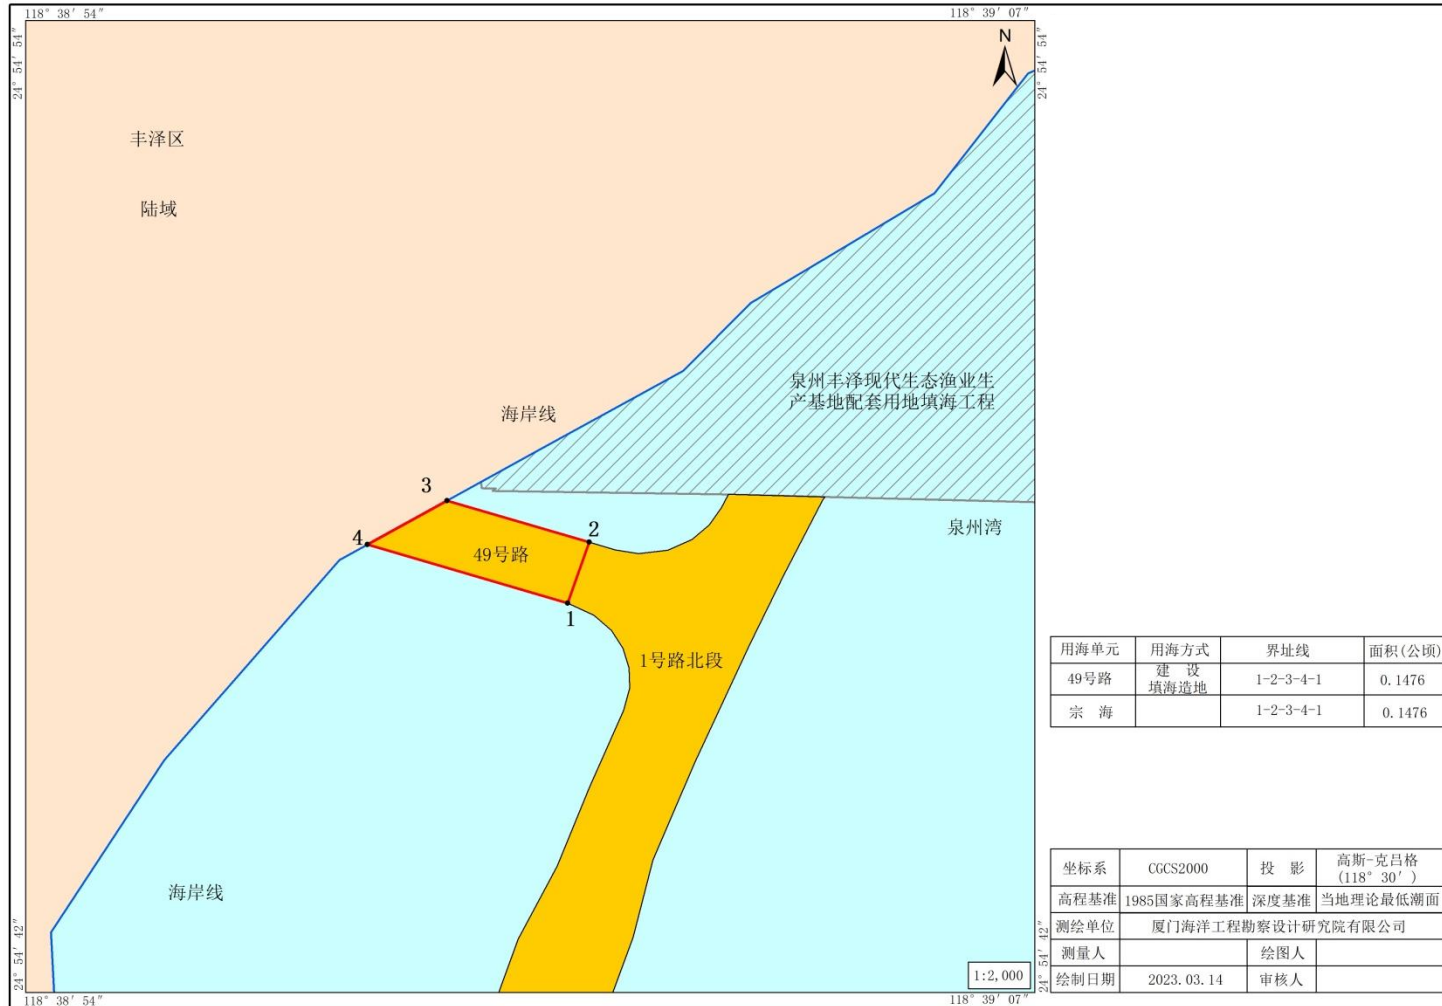 118° 38′ 54″
118° 39′ 07″
24° 54′ 54″
24° 54′ 54″
N
丰泽区
陆域
泉州丰泽现代生态渔业生
产基地配套用地填海工程
海岸线
3
2
4
49号路
泉州湾
1
1号路北段
海岸线
用海单元 用海方式 界址线 面积(公顷)
49号路 建 设
填海造地 1-2-3-4-1 0.1476
宗 海 1-2-3-4-1 0.1476
坐标系 CGCS2000 投 影 高斯-克吕格
(118° 30′ )
高程基准 1985国家高程基准 深度基准 当地理论最低潮面
测绘单位 厦门海洋工程勘察设计研究院有限公司
测量人 绘图人
绘制日期 2023.03.14 审核人
1:2,000
24° 54′ 42″
24° 54′ 42″
118° 38′ 54″
118° 39′ 07″